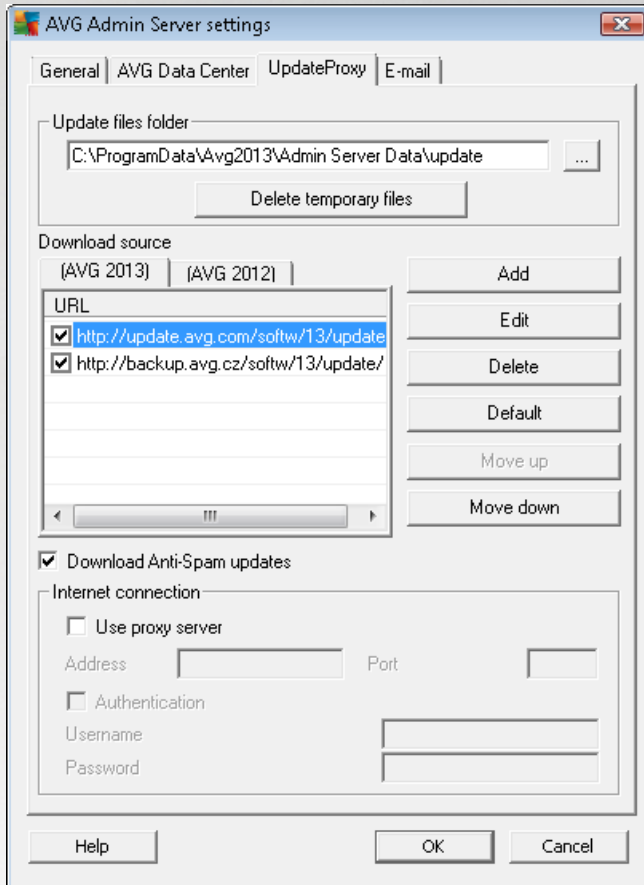 AVG Admin Server settings
General AVG Data Center UpdateProxy E-mail
Update files folder
C:\ProgramData\Avg2013\Admin Server Data\update ...
Delete temporary files
Download source
(AVG 2013) (AVG 2012)
URL
http://update.avg.com/softw/13/update
http://backup.avg.cz/softw/13/update/
Add
Edit
Delete
Default
Move up
Move down
Download Anti-Spam updates
Internet connection
Use proxy server
Address Port
Authentication
Username
Password
Help OK Cancel